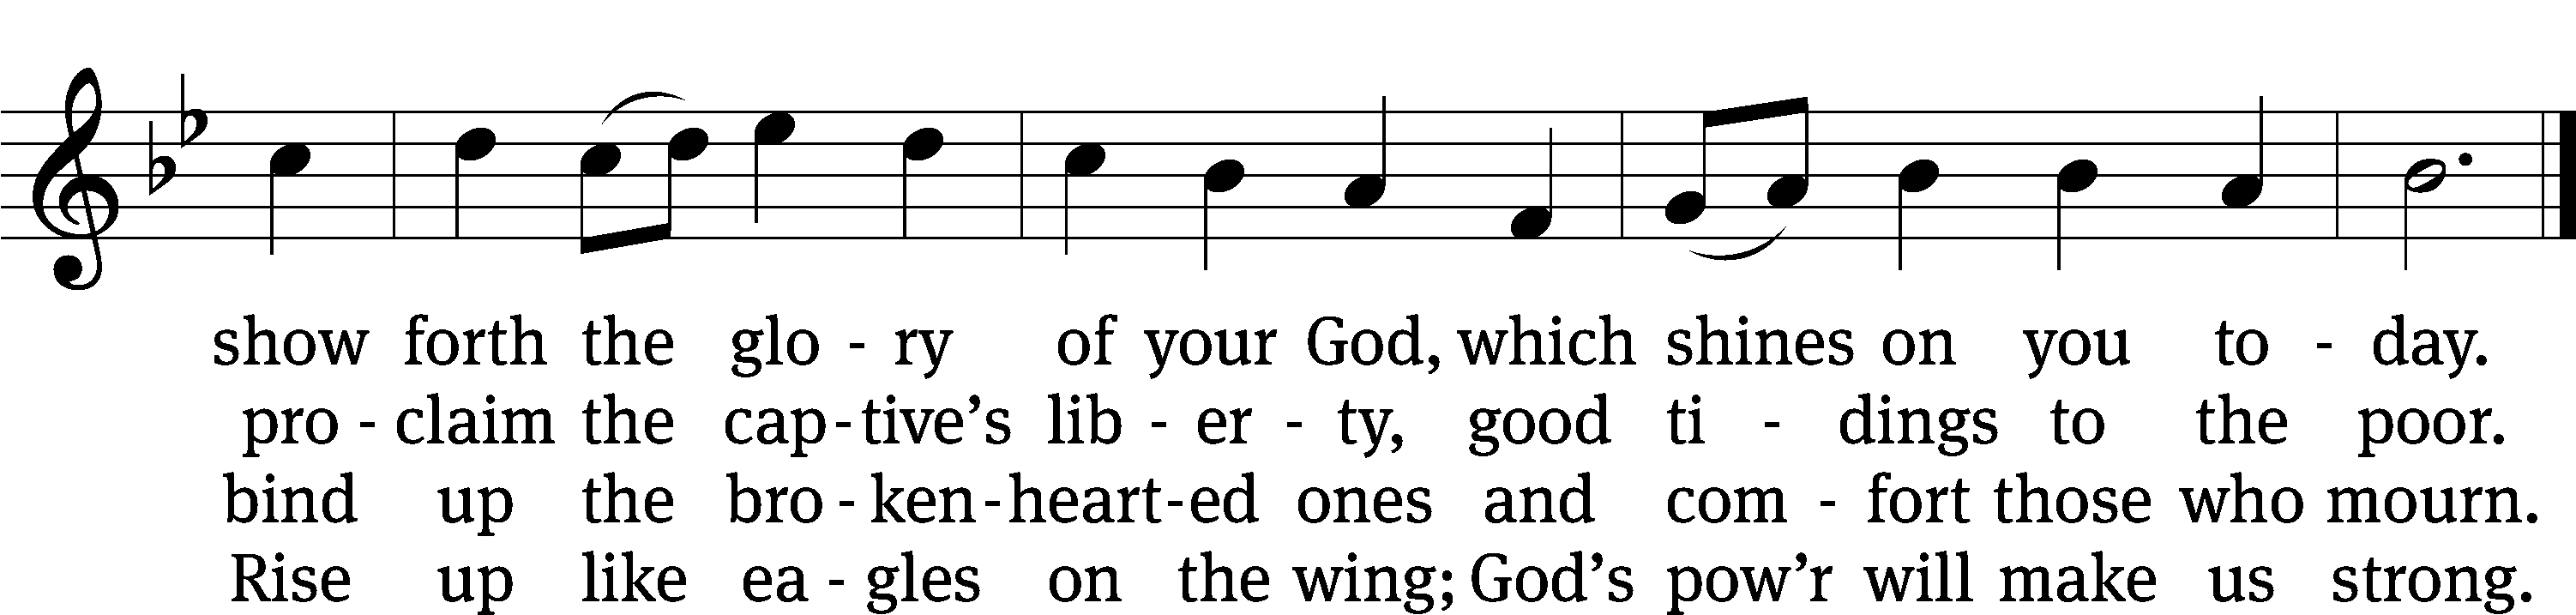 show forth the glo - ry of your God, which shines on you to - day.
pro - claim the cap - tive’s lib - er - ty, good ti - dings to the poor.
bind up the bro - ken - heart - ed ones and com - fort those who mourn.
Rise up like ea - gles on the wing; God’s pow’r will make us strong.